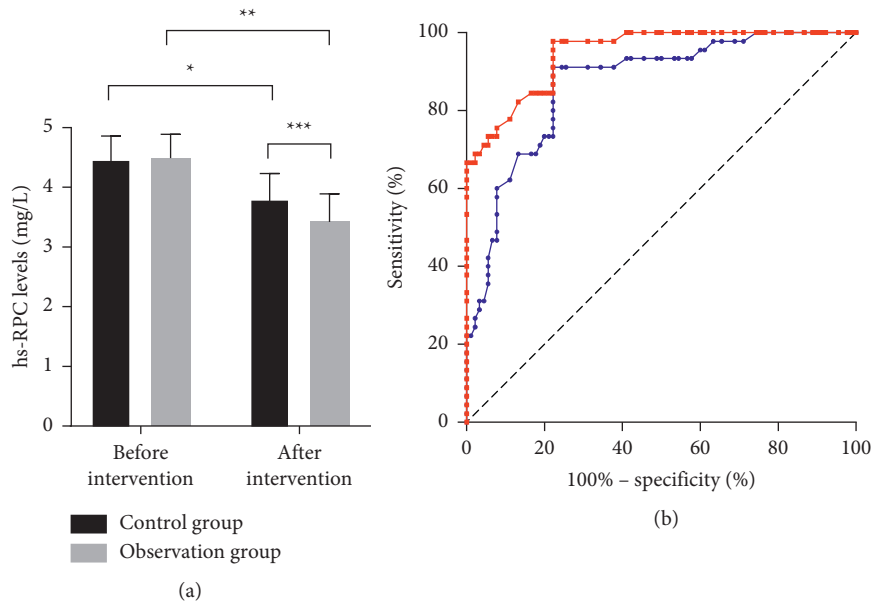 **
*
***
hs-RPC levels (mg/L)
5
4
3
2
1
0
Before
intervention
After
intervention
Control group
Observation group
(a)
Sensitivity (%)
100
80
60
40
20
0
0 20 40 60 80 100
100% – specificity (%)
(b)